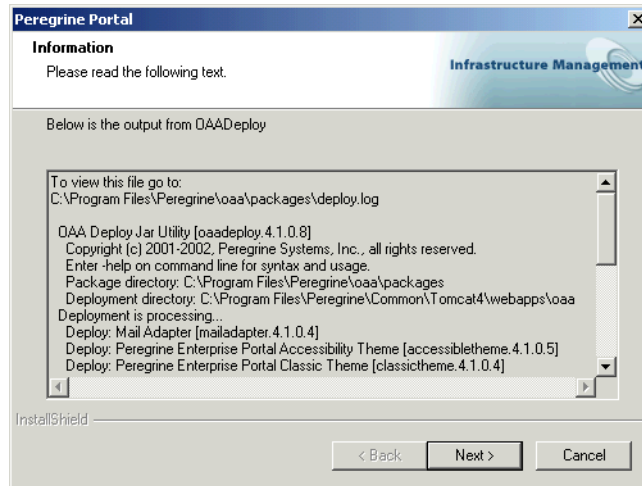 Peregrine Portal
Information
Please read the following text.
Infrastructure Management
Below is the output from OAADeploy
To view this file go to:
C:\Program Files\Peregrine\oaa\packages\deploy.log
OAA Deploy Jar Utility [oaadeploy.4.1.0.8]
Copyright (c) 2001-2002, Peregrine Systems, Inc., all rights reserved.
Enter -help on command line for syntax and usage.
Package directory: C:\Program Files\Peregrine\oaa\packages
Deployment directory: C:\Program Files\Peregrine\Common\Tomcat4\webapps\oaa
Deployment is processing...
Deploy: Mail Adapter [mailadapter.4.1.0.4]
Deploy: Peregrine Enterprise Portal Accessibility Theme [accessibletheme.4.1.0.5]
Deploy: Peregrine Enterprise Portal Classic Theme [classictheme.4.1.0.4]
InstallShield
< Back
Next >
Cancel